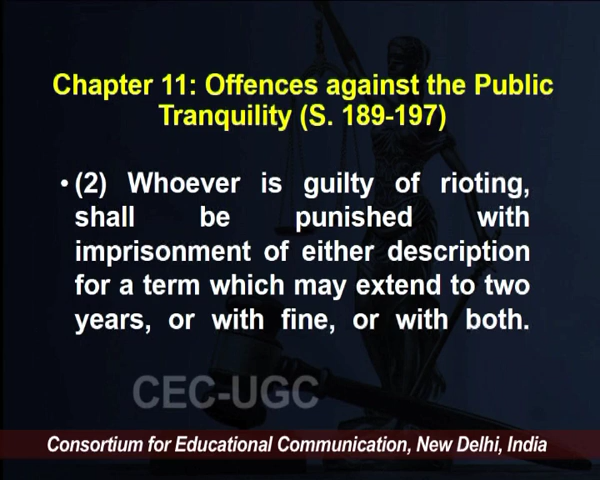 Chapter 11: Offences against the Public
Tranquility (S. 189-197)
• (2) Whoever is guilty of rioting,
shall be punished with
imprisonment of either description
for a term which may extend to two
years, or with fine, or with both.
CEC-UGC
Consortium for Educational Communication, New Delhi, India